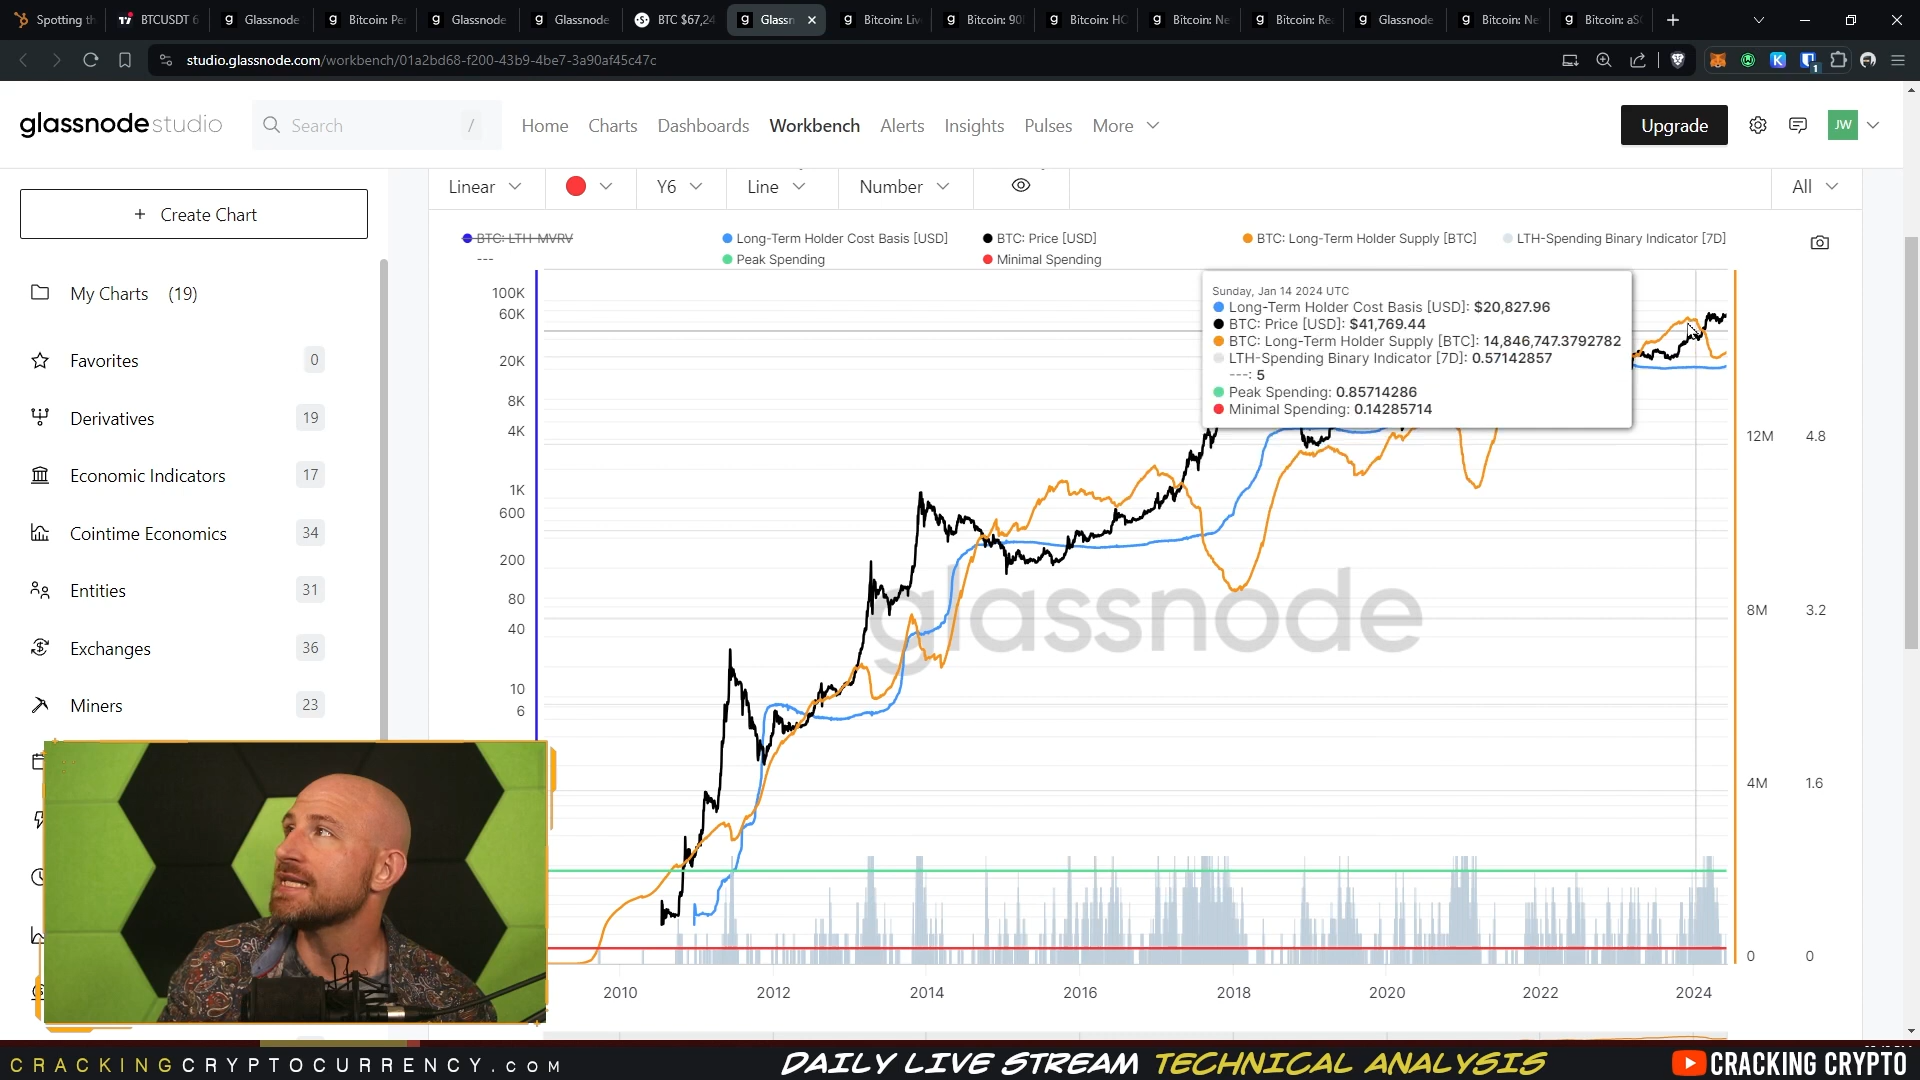 Spotting th
BTCUSDT 6
Glassnode
Bitcoin: Pe
Glassnode
Glassnode
BTC $67,24
Glassn
Bitcoin: Liv
Bitcoin: 90
Bitcoin: HO
Bitcoin: Ne
Bitcoin: Re
Glassnode
Bitcoin: Ne
Bitcoin: aSO
studio.glassnode.com/workbench/01a2bd68-f200-43b9-4be7-3a90af45c47c
glassnodestudio
Search /
Home Charts Dashboards Workbench Alerts Insights Pulses More
Upgrade
JW
+ Create Chart
My Charts (19)
Favorites 0
Derivatives 19
Economic Indicators 17
Cointime Economics 34
Entities 31
Exchanges 36
Miners 23
Linear Y6 Line Number All
BTC: LTH-MVRV Long-Term Holder Cost Basis [USD] BTC: Price [USD] BTC: Long-Term Holder Supply [BTC] LTH-Spending Binary Indicator [7D]
--- Peak Spending Minimal Spending
Sunday, Jan 14 2024 UTC
Long-Term Holder Cost Basis [USD]: $20,827.96
BTC: Price [USD]: $41,769.44
BTC: Long-Term Holder Supply [BTC]: 14,846,747.3792782
LTH-Spending Binary Indicator [7D]: 0.57142857
---: 5
Peak Spending: 0.85714286
Minimal Spending: 0.14285714
100K
60K
20K
8K
4K
1K
600
200
80
40
10
6
12M 4.8
8M 3.2
4M 1.6
0 0
glassnode
2010 2012 2014 2016 2018 2020 2022 2024
CRACKINGCRYPTOCURRENCY.com
DAILY LIVE STREAM TECHNICAL ANALYSIS
CRACKING CRYPTO